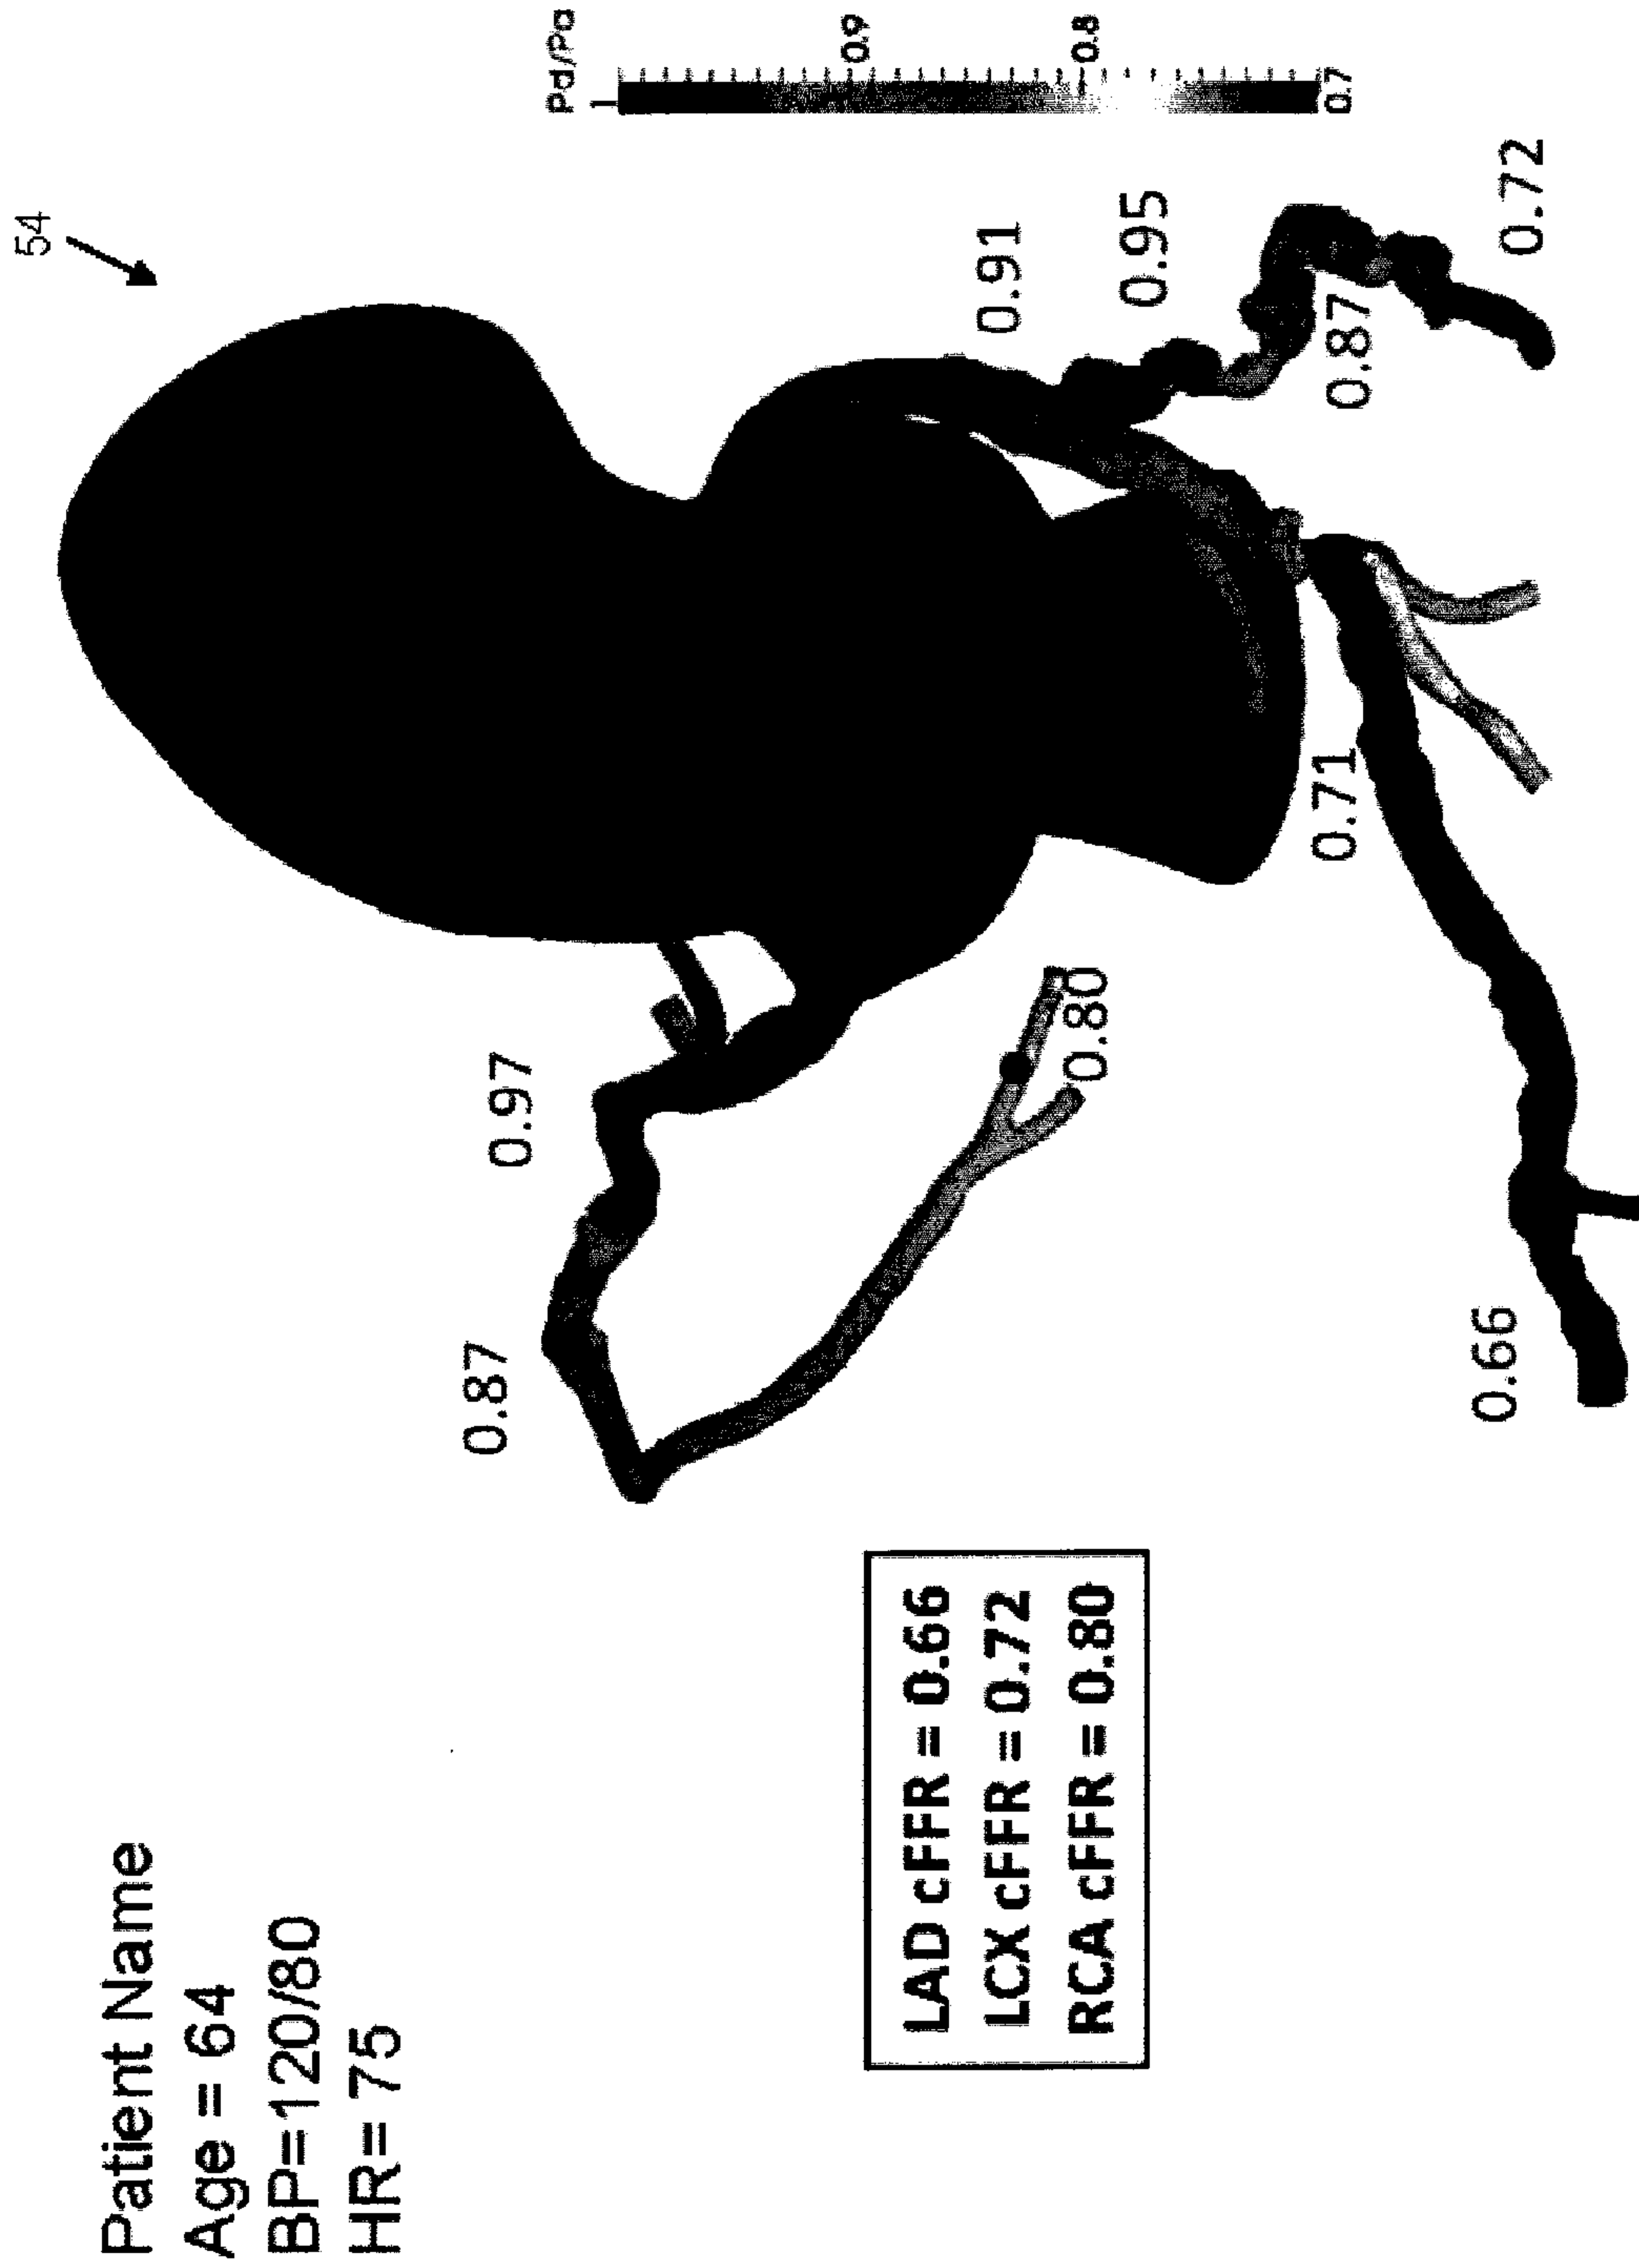 Patient Name
Age = 64
BP=120/80
HR= 75
54
Pd/Pa
1
0.9
0.8
0.7
0.97
0.87
0.80
0.91
0.95
0.87
0.72
0.71
0.66
LAD cFFR = 0.66
LCX cFFR = 0.72
RCA cFFR = 0.80